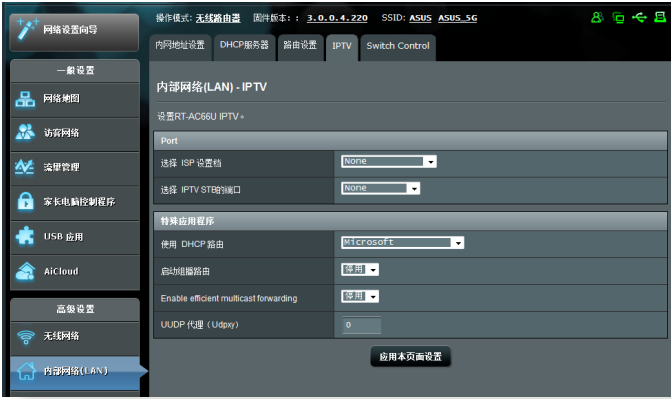 网络设置向导
操作模式: 无线路由器 固件版本: : 3.0.0.4.220 SSID: ASUS ASUS_5G
内网地址设置 DHCP服务器 路由设置 IPTV Switch Control
一般设置
网络地图
访客网络
流量管理
家长电脑控制程序
USB 应用
AiCloud
高级设置
无线网络
内部网络(LAN)
内部网络(LAN) - IPTV
设置RT-AC66U IPTV。
Port
选择 ISP 设置档 None
选择 IPTV STB的端口 None
特殊应用程序
使用 DHCP 路由 Microsoft
启动组播路由 停用
Enable efficient multicast forwarding 停用
UUDP 代理（Udpxy） 0
应用本页面设置